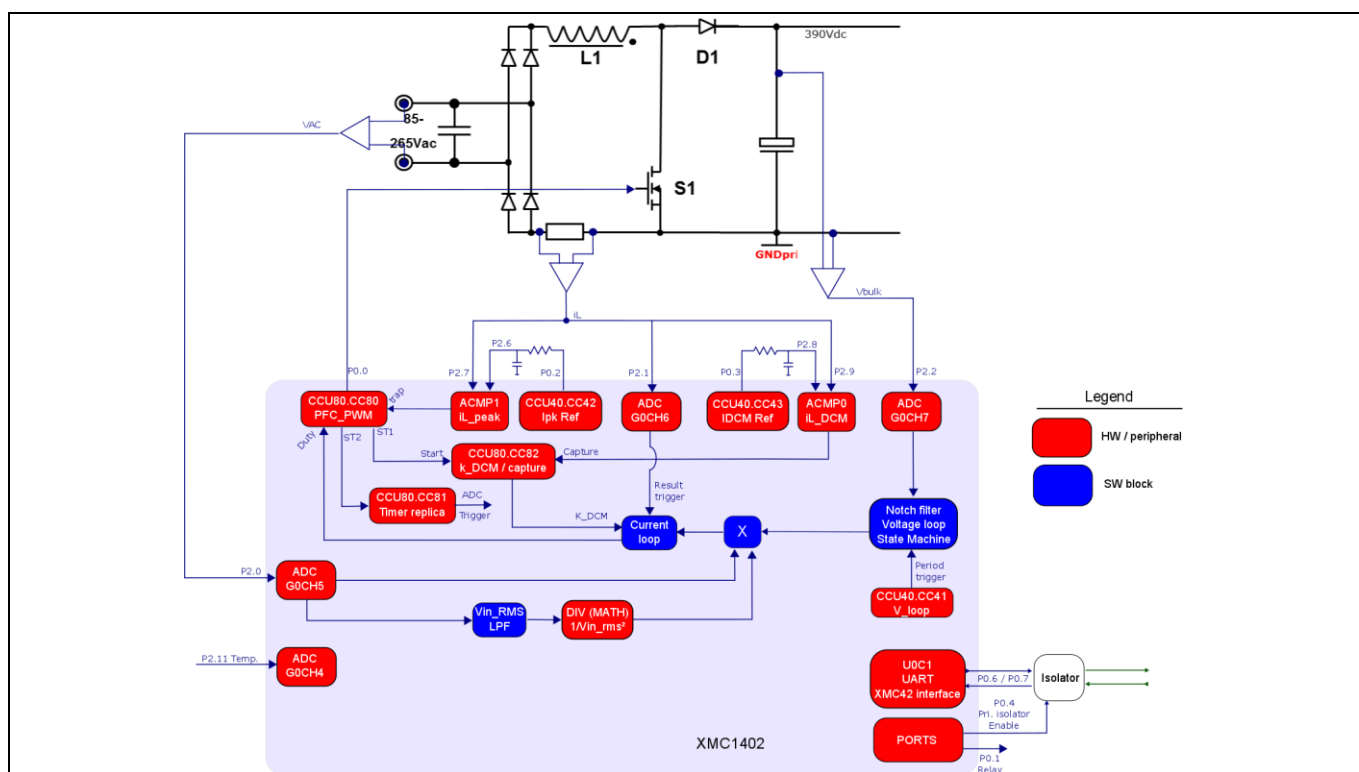 390Vdc
L1
D1
VAC
85-
265Vac
S1
GNDpri
Vbulk
iL
P2.6
P2.8
P0.0
P2.7
P0.2
P2.1
P0.3
P2.9
P2.2
Legend
CCU80.CC80
PFC_PWM
trap
ACMP1
iL_peak
CCU40.CC42
Ipk Ref
ADC
G0CH6
CCU40.CC43
IDCM Ref
ACMP0
iL_DCM
ADC
G0CH7
HW / peripheral
Duty
ST2
ST1
Start
CCU80.CC82
k_DCM / capture
Capture
SW block
CCU80.CC81
Timer replica
ADC
Trigger
Result
trigger
K_DCM
Current
loop
X
Notch filter
Voltage loop
State Machine
Period
trigger
P2.0
ADC
G0CH5
CCU40.CC41
V_loop
Vin_RMS
LPF
DIV (MATH)
1/Vin_rms²
P2.11 Temp.
ADC
G0CH4
U0C1
UART
XMC42 interface
P0.6 / P0.7
Isolator
P0.4
Pri. isolator
Enable
PORTS
XMC1402
P0.1
Relay